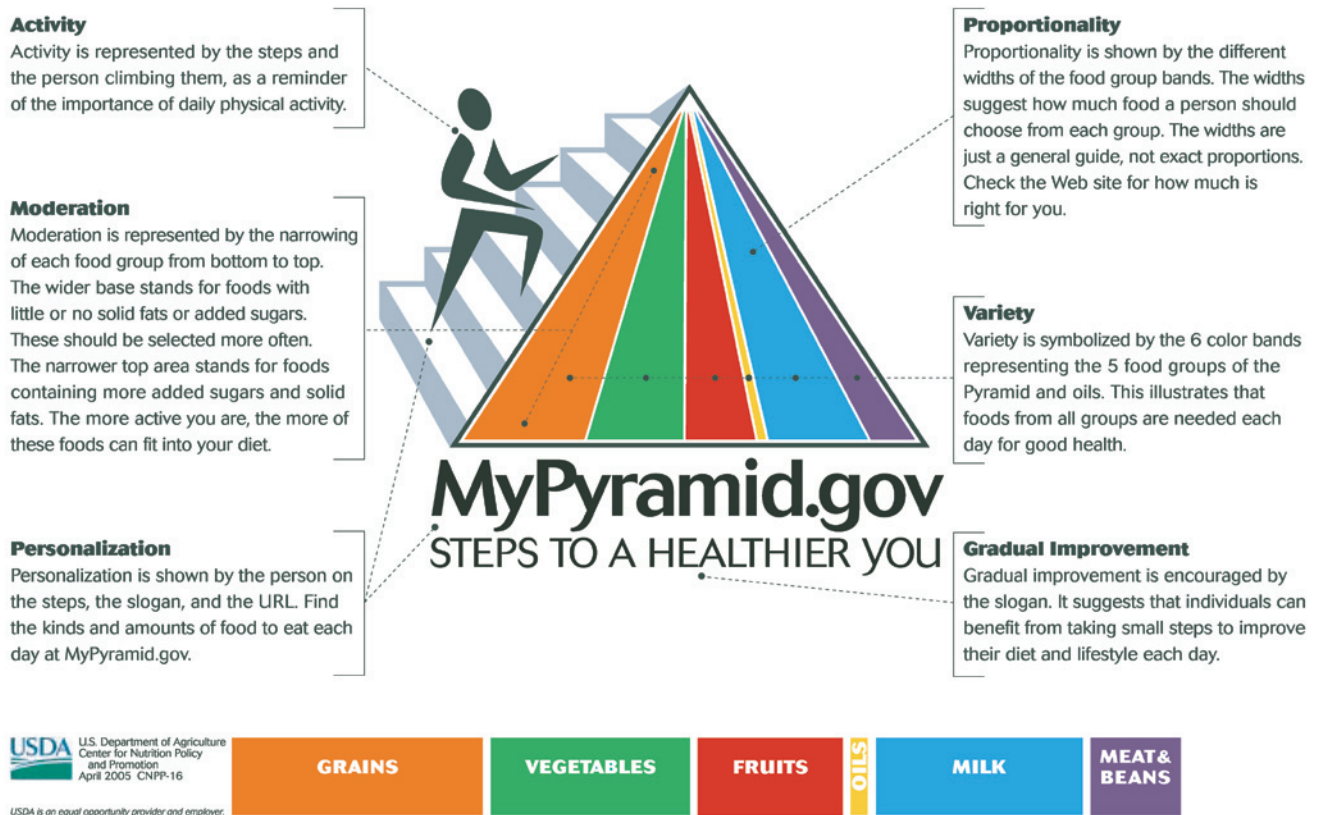 Activity
Activity is represented by the steps and
the person climbing them, as a reminder
of the importance of daily physical activity.
Moderation
Moderation is represented by the narrowing
of each food group from bottom to top.
The wider base stands for foods with
little or no solid fats or added sugars.
These should be selected more often.
The narrower top area stands for foods
containing more added sugars and solid
fats. The more active you are, the more of
these foods can fit into your diet.
Personalization
Personalization is shown by the person on
the steps, the slogan, and the URL. Find
the kinds and amounts of food to eat each
day at MyPyramid.gov.
MyPyramid.gov
STEPS TO A HEALTHIER YOU
Proportionality
Proportionality is shown by the different
widths of the food group bands. The widths
suggest how much food a person should
choose from each group. The widths are
just a general guide, not exact proportions.
Check the Web site for how much is
right for you.
Variety
Variety is symbolized by the 6 color bands
representing the 5 food groups of the
Pyramid and oils. This illustrates that
foods from all groups are needed each
day for good health.
Gradual Improvement
Gradual improvement is encouraged by
the slogan. It suggests that individuals can
benefit from taking small steps to improve
their diet and lifestyle each day.
USDA
U.S. Department of Agriculture
Center for Nutrition Policy
and Promotion
April 2005 CNPP-16
USDA is an equal opportunity provider and employer.
GRAINS
VEGETABLES
FRUITS
OILS
MILK
MEAT&
BEANS